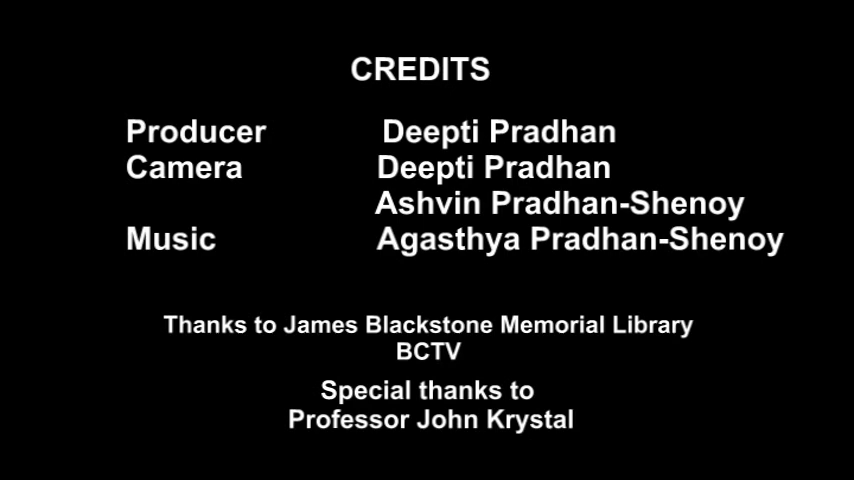 CREDITS
Producer Deepti Pradhan
Camera Deepti Pradhan
Ashvin Pradhan-Shenoy
Music Agasthya Pradhan-Shenoy
Thanks to James Blackstone Memorial Library
BCTV
Special thanks to
Professor John Krystal